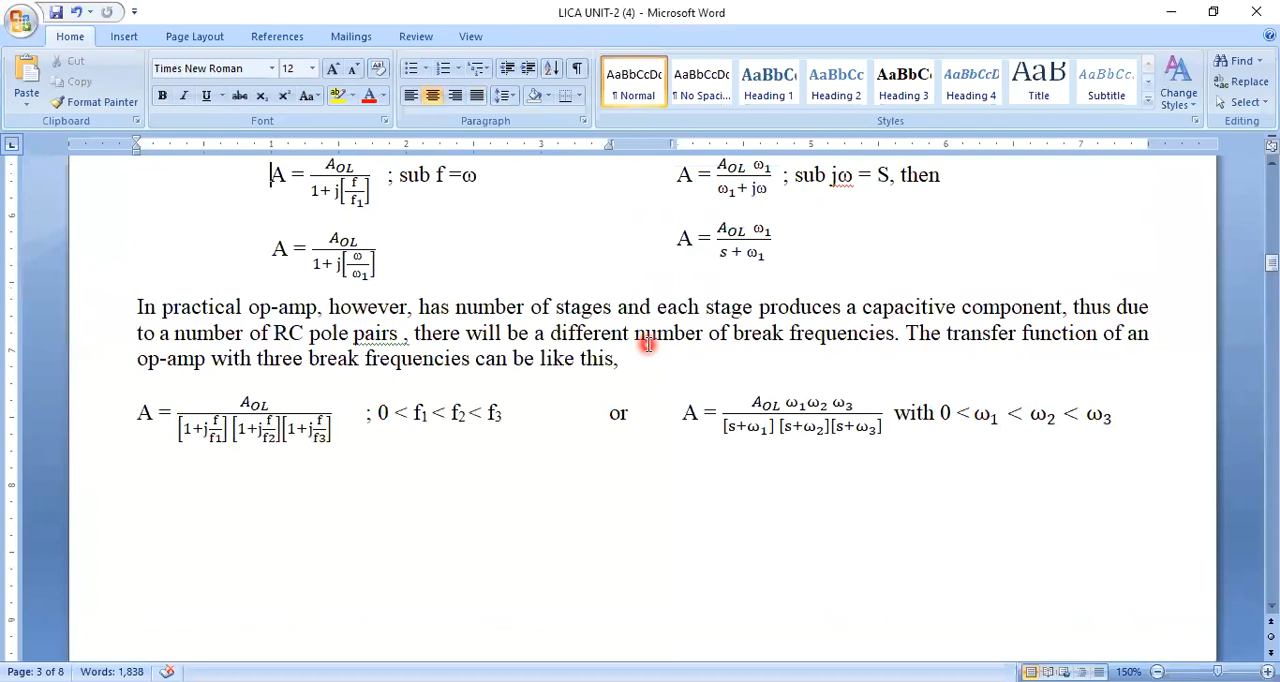 LICA UNIT-2 (4) - Microsoft Word
Home Insert Page Layout References Mailings Review View
Paste Cut Copy Format Painter Clipboard
Times New Roman 12 Font
Paragraph
AaBbCcDc ¶ Normal AaBbCcDc ¶ No Spaci... AaBbC Heading 1 AaBbCc Heading 2 AaBbCc Heading 3 AaBbCcD Heading 4 AaB Title AaBbCc. Subtitle Change Styles Styles
Find Replace Select Editing
1 2 3 5 6 7
A = A_OL / 1+ j[f/f₁] ; sub f =ω A = A_OL ω₁ / ω₁+ jω ; sub jω = S, then
A = A_OL / 1+ j[ω/ω₁] A = A_OL ω₁ / s + ω₁
In practical op-amp, however, has number of stages and each stage produces a capacitive component, thus due
to a number of RC pole pairs , there will be a different number of break frequencies. The transfer function of an
op-amp with three break frequencies can be like this,
A = A_OL / [1+j f/f1] [1+j f/f2][1+j f/f3] ; 0 < f₁ < f₂ < f₃ or A = A_OL ω₁ω₂ ω₃ / [s+ω₁] [s+ω₂][s+ω₃] with 0 < ω₁ < ω₂ < ω₃
Page: 3 of 8 Words: 1,838 150%